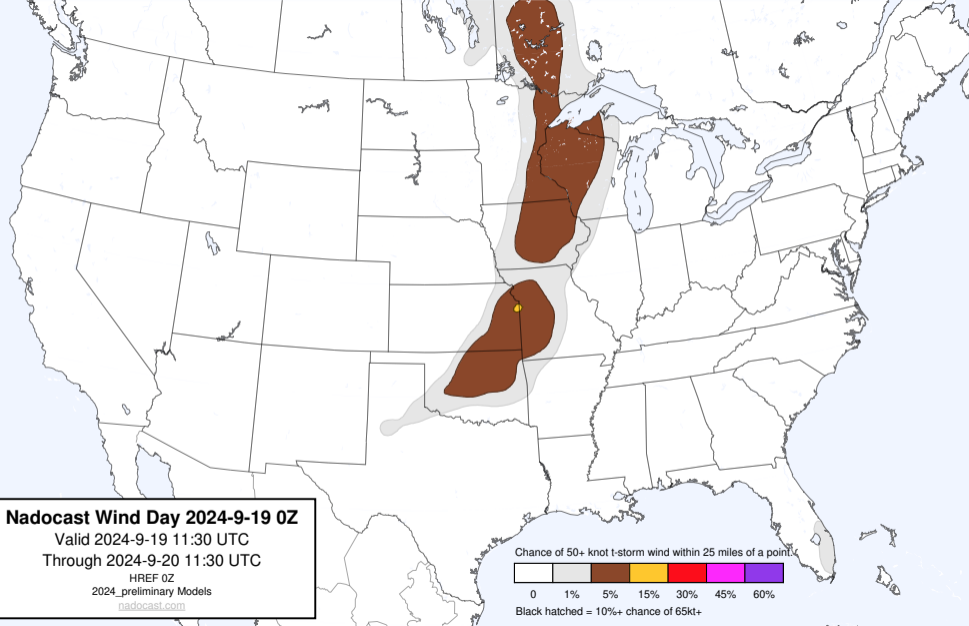 Nadocast Wind Day 2024-9-19 0Z
Valid 2024-9-19 11:30 UTC
Through 2024-9-20 11:30 UTC
HREF 0Z
2024_preliminary Models
nadocast.com
Chance of 50+ knot t-storm wind within 25 miles of a point.
0 1% 5% 15% 30% 45% 60%
Black hatched = 10%+ chance of 65kt+